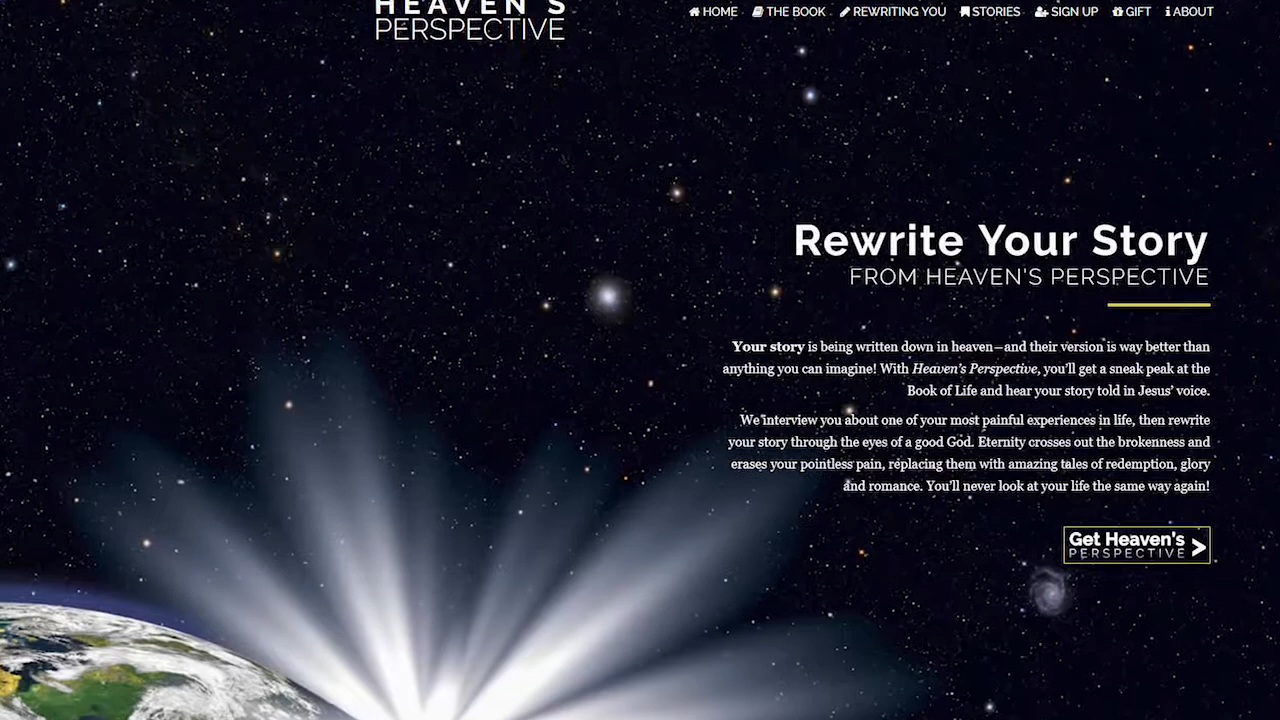 HEAVEN'S
PERSPECTIVE
HOME THE BOOK REWRITING YOU STORIES SIGN UP GIFT ABOUT
Rewrite Your Story
FROM HEAVEN'S PERSPECTIVE
Your story is being written down in heaven—and their version is way better than
anything you can imagine! With Heaven's Perspective, you'll get a sneak peak at the
Book of Life and hear your story told in Jesus' voice.
We interview you about one of your most painful experiences in life, then rewrite
your story through the eyes of a good God. Eternity crosses out the brokenness and
erases your pointless pain, replacing them with amazing tales of redemption, glory
and romance. You'll never look at your life the same way again!
Get Heaven's
PERSPECTIVE >